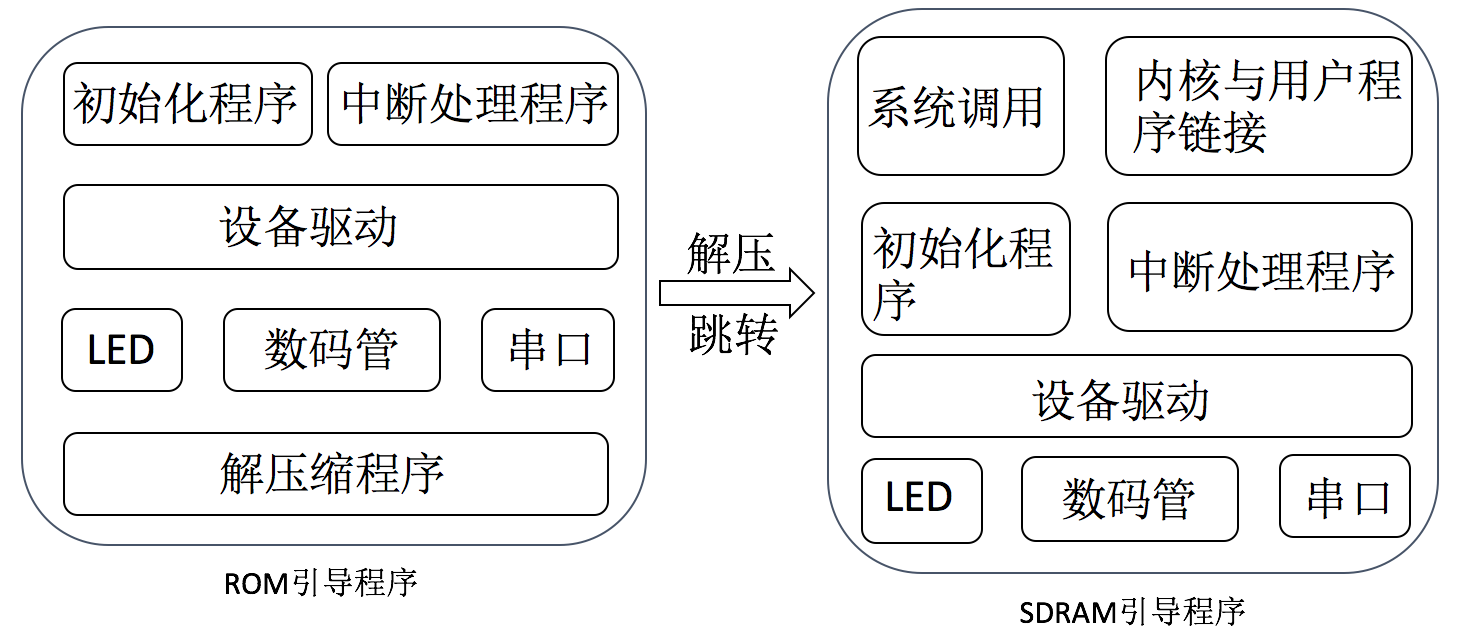 初始化程序
中断处理程序
设备驱动
LED
数码管
串口
解压缩程序
ROM引导程序
解压
跳转
系统调用
内核与用户程
序链接
初始化程
序
中断处理程序
设备驱动
LED
数码管
串口
SDRAM引导程序